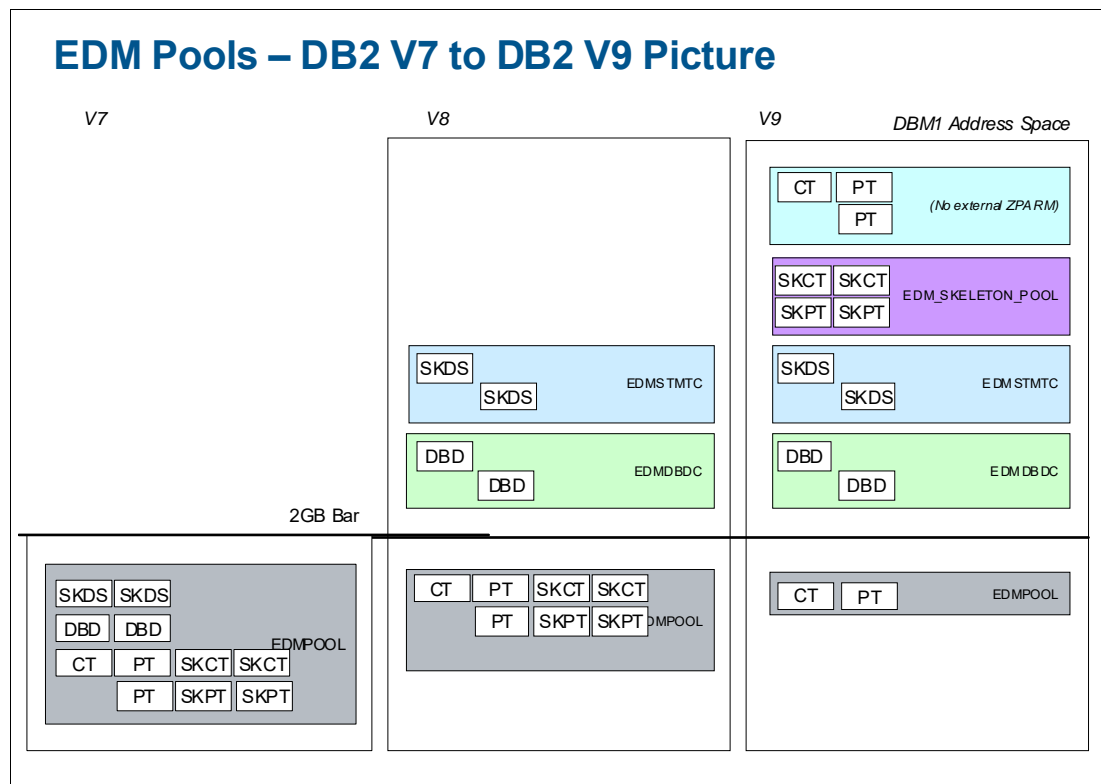 EDM Pools – DB2 V7 to DB2 V9 Picture
V7
V8
V9
DBM1 Address Space
CT PT
(No external ZPARM)
PT
SKCT SKCT
EDM_SKELETON_POOL
SKPT SKPT
SKDS
EDMSTMTC
SKDS
DBD
EDMDBDC
DBD
SKDS
EDMSTMTC
SKDS
DBD
EDMDBDC
DBD
2GB Bar
SKDS SKDS
DBD DBD
EDMPOOL
CT PT SKCT SKCT
PT SKPT SKPT
CT PT SKCT SKCT
PT SKPT SKPT DMPOOL
CT PT
EDMPOOL